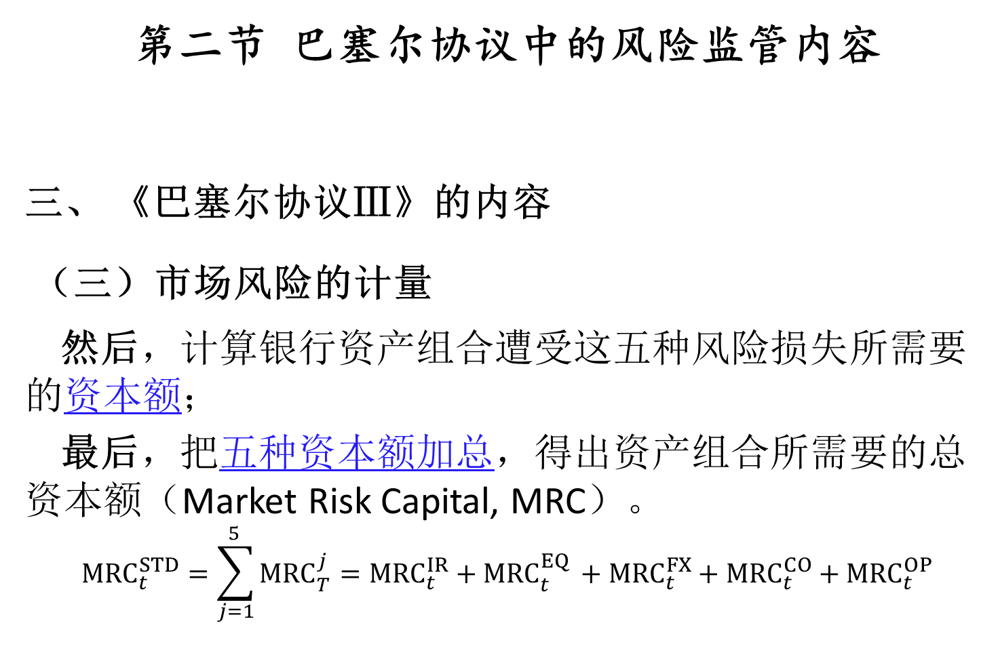 第二节 巴塞尔协议中的风险监管内容
三、《巴塞尔协议Ⅲ》的内容
（三）市场风险的计量
然后，计算银行资产组合遭受这五种风险损失所需要
的资本额；
最后，把五种资本额加总，得出资产组合所需要的总
资本额（Market Risk Capital, MRC）。
$\mathrm{MRC}_t^{\mathrm{STD}} = \sum_{j=1}^{5} \mathrm{MRC}_T^{j} = \mathrm{MRC}_t^{\mathrm{IR}} + \mathrm{MRC}_t^{\mathrm{EQ}} + \mathrm{MRC}_t^{\mathrm{FX}} + \mathrm{MRC}_t^{\mathrm{CO}} + \mathrm{MRC}_t^{\mathrm{OP}}$